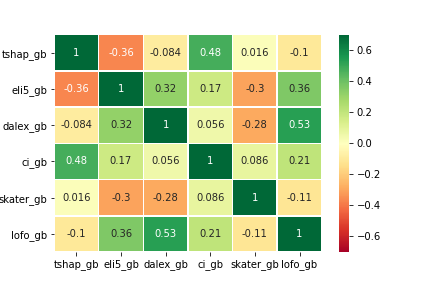 tshap_gb 1 -0.36 -0.084 0.48 0.016 -0.1
eli5_gb -0.36 1 0.32 0.17 -0.3 0.36
dalex_gb -0.084 0.32 1 0.056 -0.28 0.53
ci_gb 0.48 0.17 0.056 1 0.086 0.21
skater_gb 0.016 -0.3 -0.28 0.086 1 -0.11
lofo_gb -0.1 0.36 0.53 0.21 -0.11 1
tshap_gb eli5_gb dalex_gb ci_gb skater_gb lofo_gb
0.6
0.4
0.2
0.0
−0.2
−0.4
−0.6